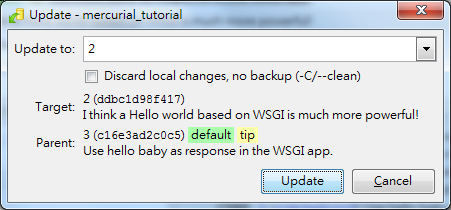 Update - mercurial_tutorial
Update to: 2
Discard local changes, no backup (-C/--clean)
Target: 2 (ddbc1d98f417)
I think a Hello world based on WSGI is much more powerful!
Parent: 3 (c16e3ad2c0c5) default tip
Use hello baby as response in the WSGI app.
Update Cancel